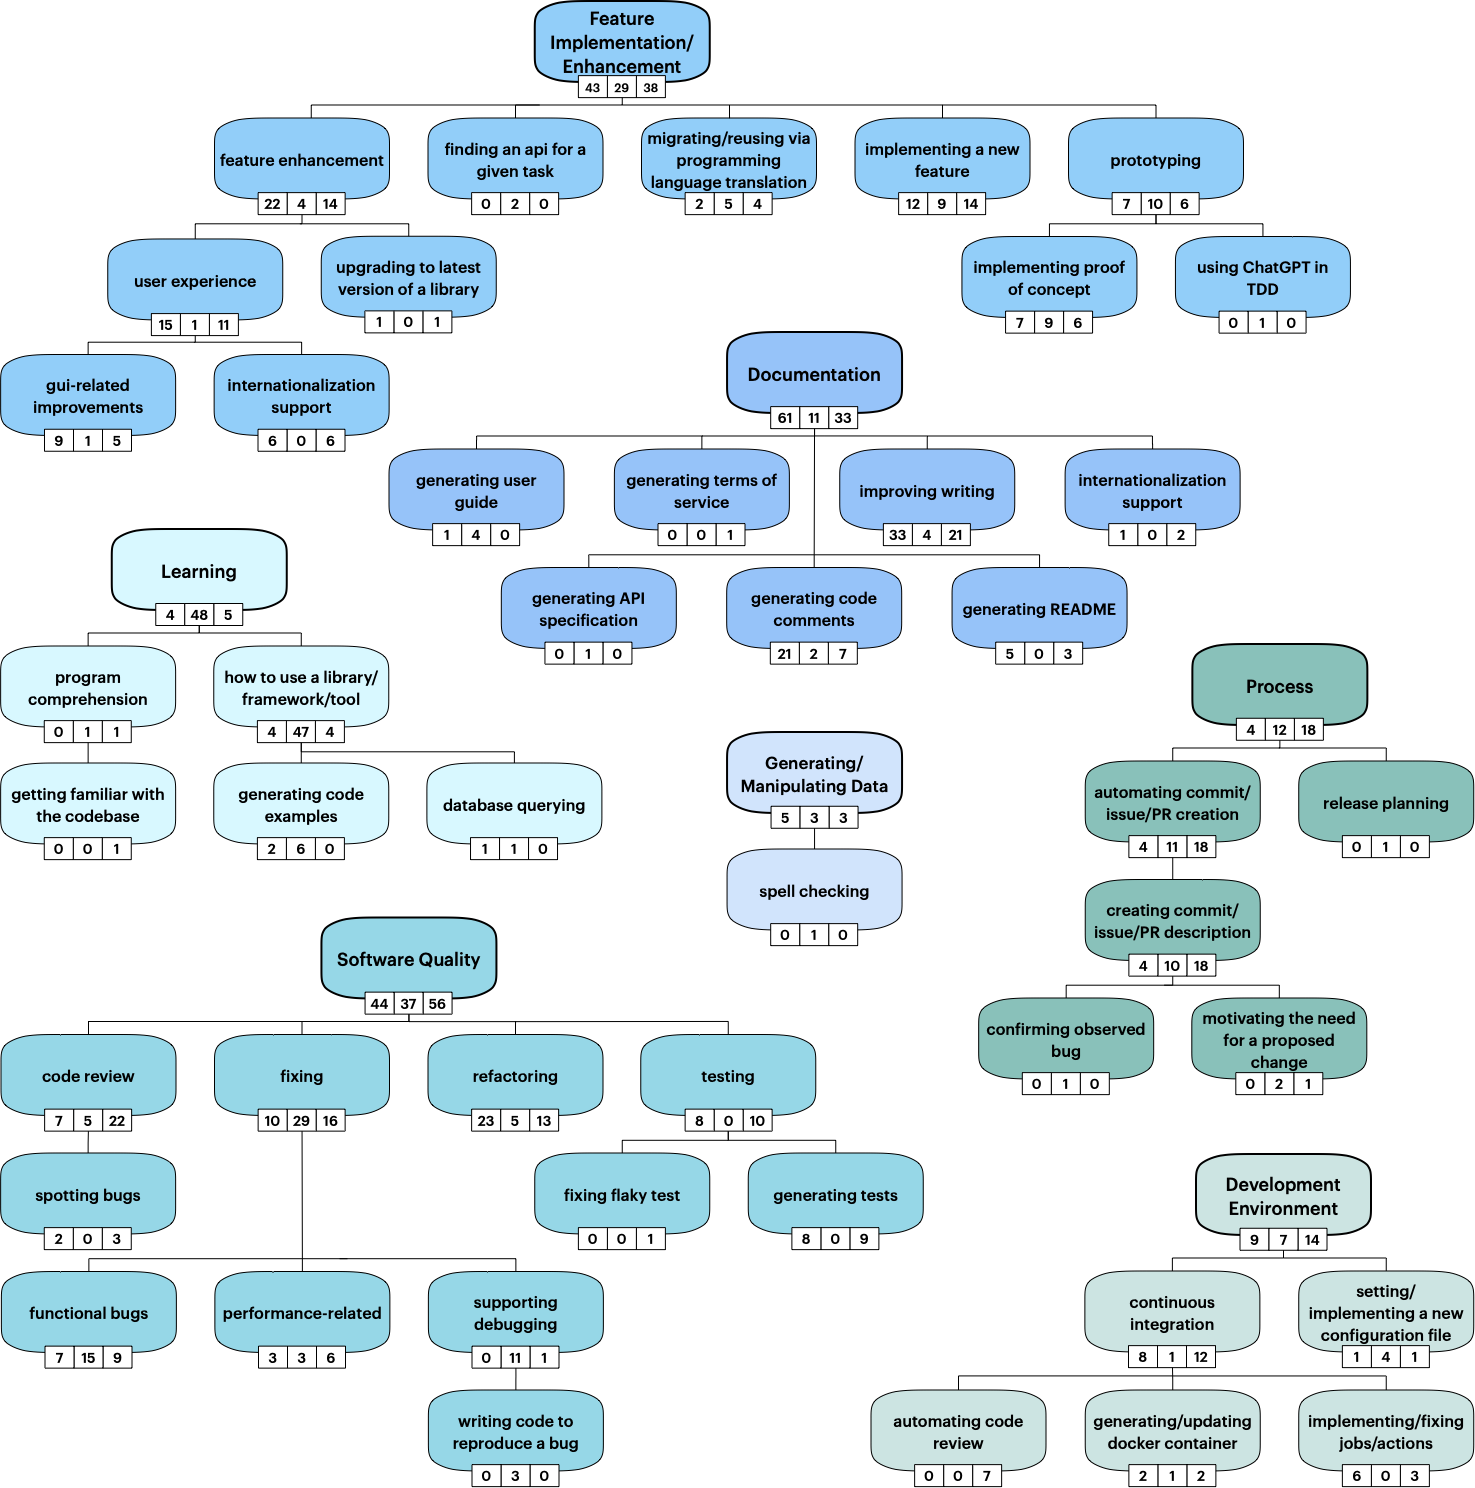 Feature
Implementation/
Enhancement
43 29 38
feature enhancement
22 4 14
finding an api for a
given task
0 2 0
migrating/reusing via
programming
language translation
2 5 4
implementing a new
feature
12 9 14
prototyping
7 10 6
user experience
15 1 11
upgrading to latest
version of a library
1 0 1
implementing proof
of concept
7 9 6
using ChatGPT in
TDD
0 1 0
gui-related
improvements
9 1 5
internationalization
support
6 0 6
Documentation
61 11 33
generating user
guide
1 4 0
generating terms of
service
0 0 1
improving writing
33 4 21
internationalization
support
1 0 2
generating API
specification
0 1 0
generating code
comments
21 2 7
generating README
5 0 3
Learning
4 48 5
program
comprehension
0 1 1
how to use a library/
framework/tool
4 47 4
getting familiar with
the codebase
0 0 1
generating code
examples
2 6 0
database querying
1 1 0
Generating/
Manipulating Data
5 3 3
spell checking
0 1 0
Process
4 12 18
automating commit/
issue/PR creation
4 11 18
release planning
0 1 0
creating commit/
issue/PR description
4 10 18
confirming observed
bug
0 1 0
motivating the need
for a proposed
change
0 2 1
Software Quality
44 37 56
code review
7 5 22
fixing
10 29 16
refactoring
23 5 13
testing
8 0 10
spotting bugs
2 0 3
fixing flaky test
0 0 1
generating tests
8 0 9
functional bugs
7 15 9
performance-related
3 3 6
supporting
debugging
0 11 1
writing code to
reproduce a bug
0 3 0
Development
Environment
9 7 14
continuous
integration
8 1 12
setting/
implementing a new
configuration file
1 4 1
automating code
review
0 0 7
generating/updating
docker container
2 1 2
implementing/fixing
jobs/actions
6 0 3